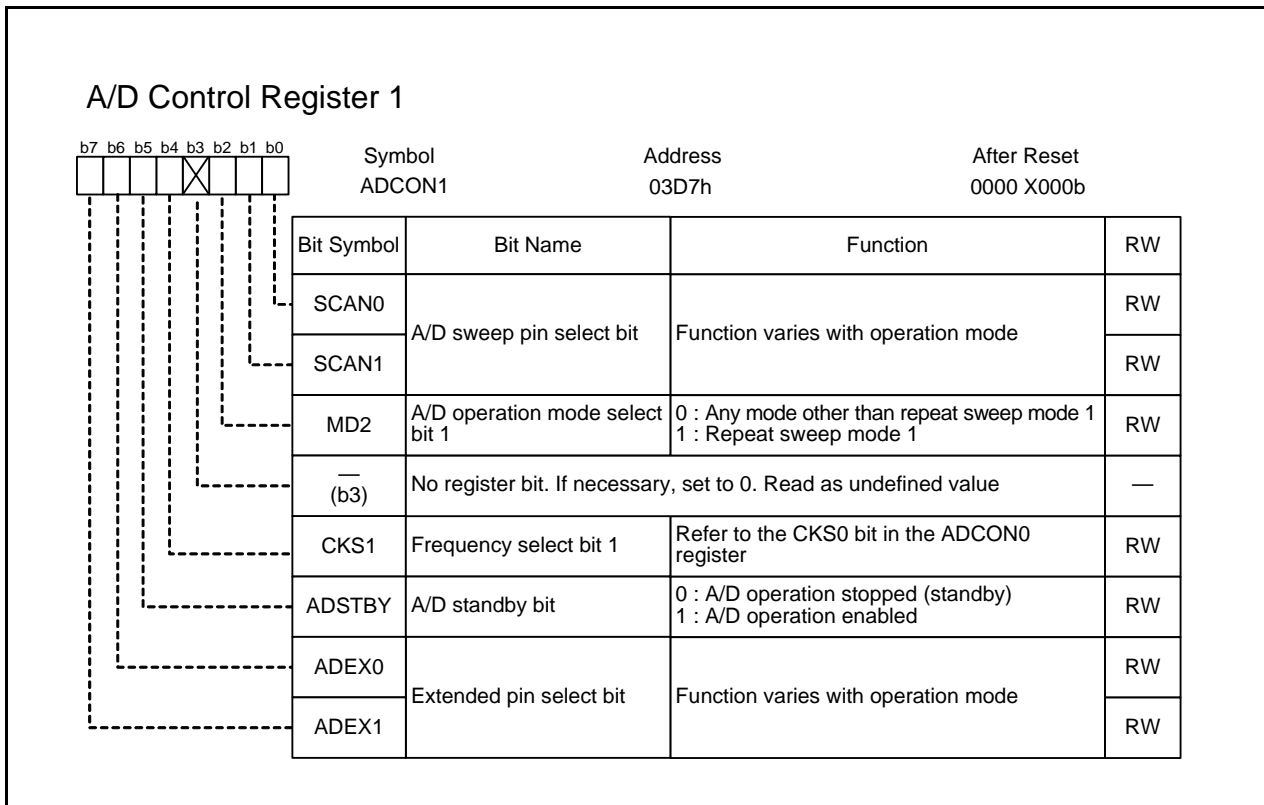 A/D Control Register 1
b7 b6 b5 b4 b3 b2 b1 b0
Symbol Address After Reset
ADCON1 03D7h 0000 X000b
Bit Symbol Bit Name Function RW
SCAN0 RW
A/D sweep pin select bit Function varies with operation mode
SCAN1 RW
MD2 A/D operation mode select bit 1 0 : Any mode other than repeat sweep mode 1 RW
1 : Repeat sweep mode 1
— (b3) No register bit. If necessary, set to 0. Read as undefined value —
CKS1 Frequency select bit 1 Refer to the CKS0 bit in the ADCON0 register RW
ADSTBY A/D standby bit 0 : A/D operation stopped (standby) RW
1 : A/D operation enabled
ADEX0 RW
Extended pin select bit Function varies with operation mode
ADEX1 RW